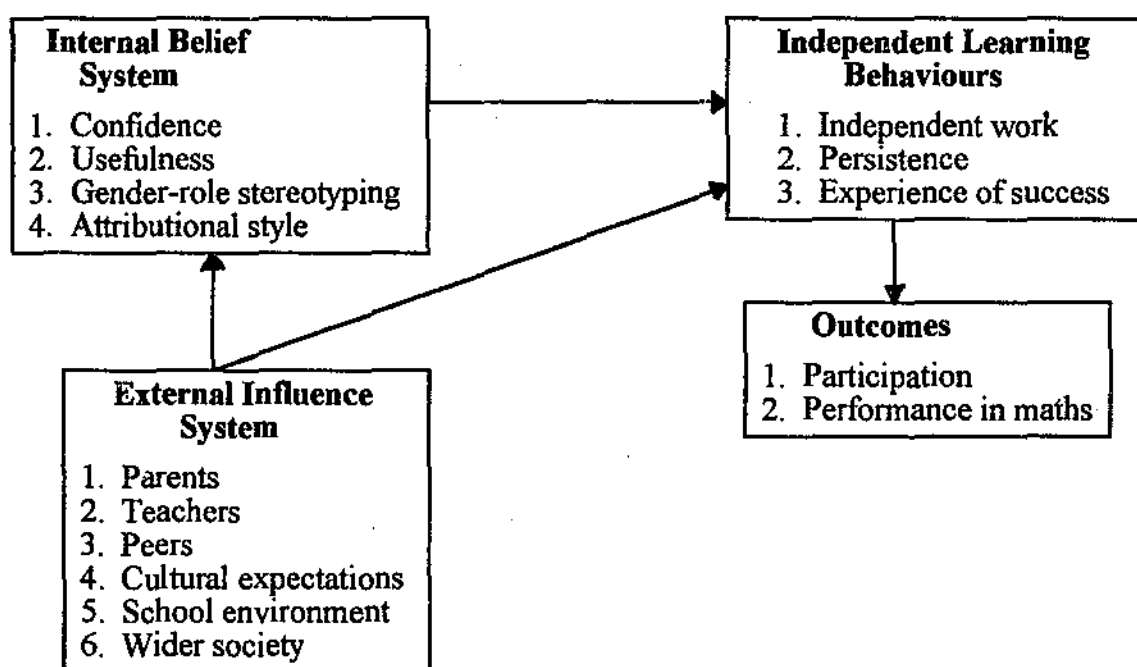 Internal Belief
System
1. Confidence
2. Usefulness
3. Gender-role stereotyping
4. Attributional style
Independent Learning
Behaviours
1. Independent work
2. Persistence
3. Experience of success
Outcomes
1. Participation
2. Performance in maths
External Influence
System
1. Parents
2. Teachers
3. Peers
4. Cultural expectations
5. School environment
6. Wider society